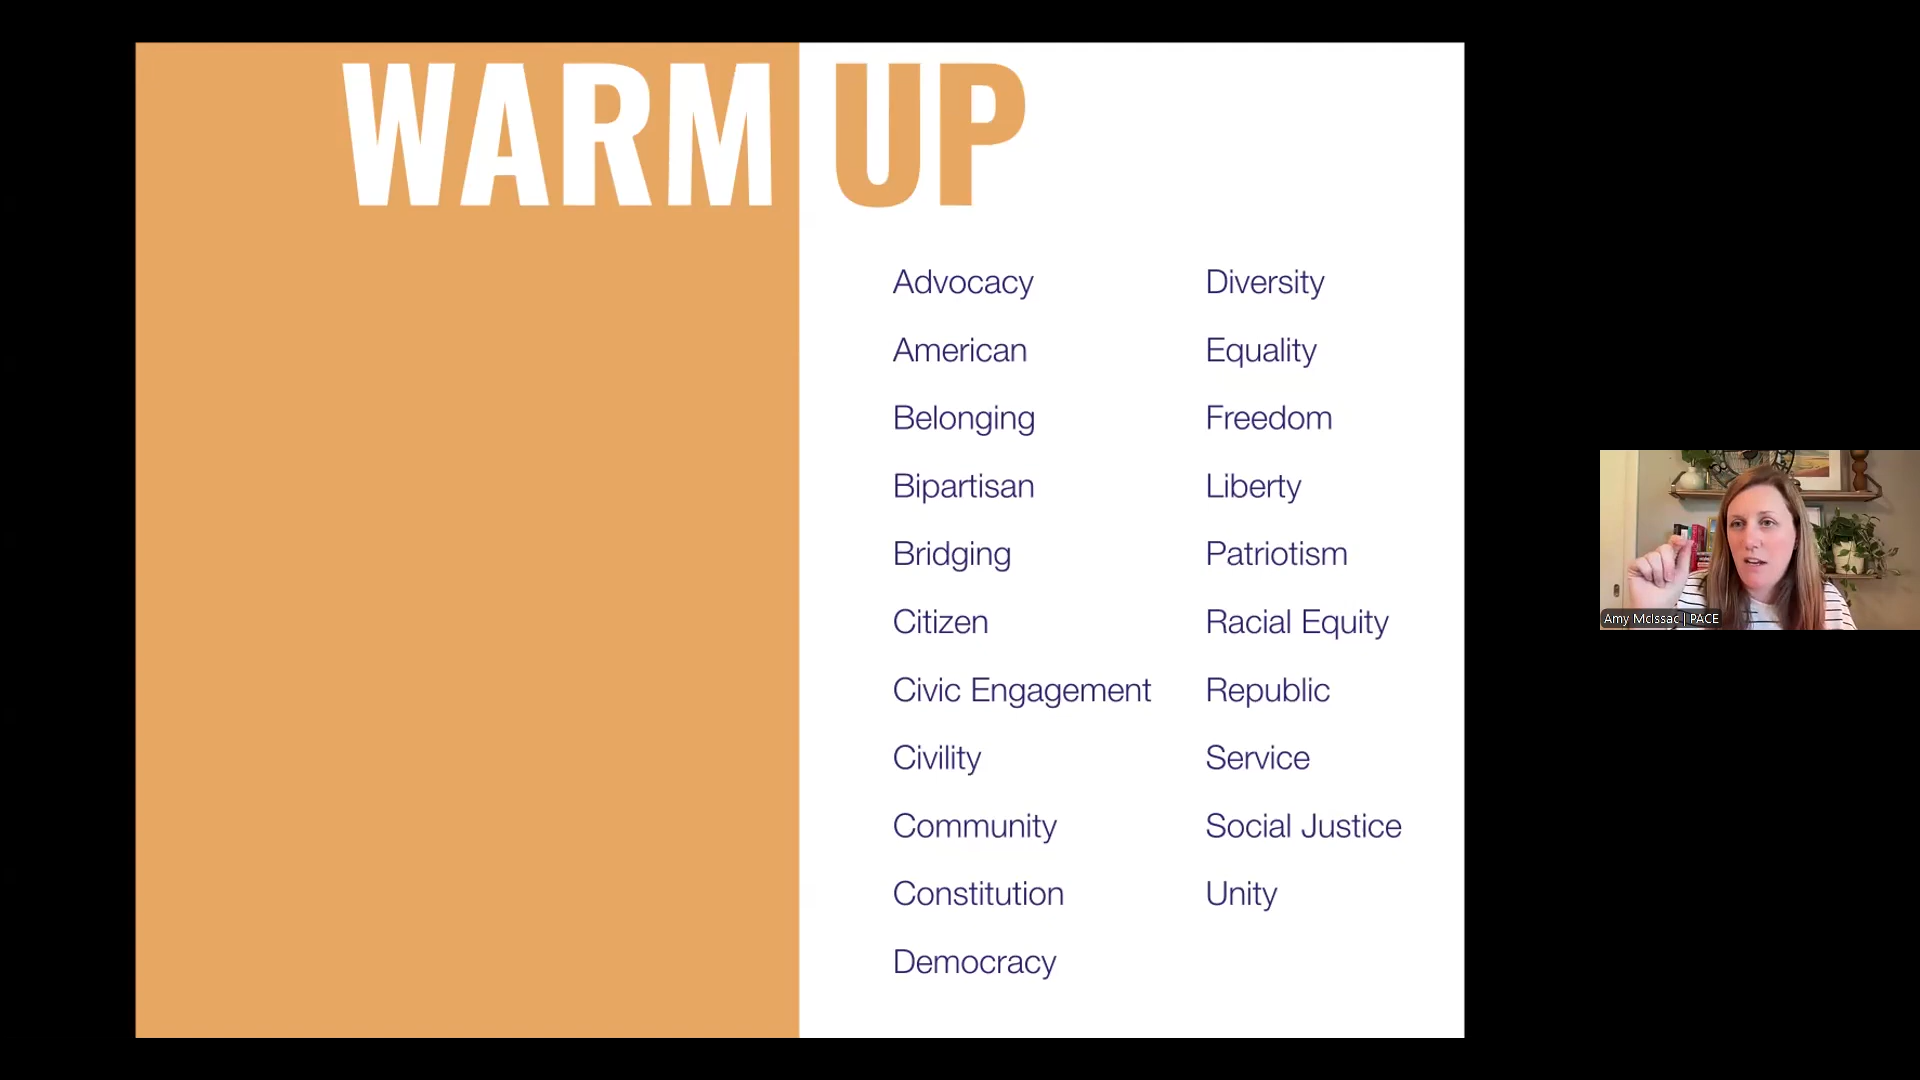 WARM UP
Advocacy
American
Belonging
Bipartisan
Bridging
Citizen
Civic Engagement
Civility
Community
Constitution
Democracy
Diversity
Equality
Freedom
Liberty
Patriotism
Racial Equity
Republic
Service
Social Justice
Unity
Amy McIssac | PACE